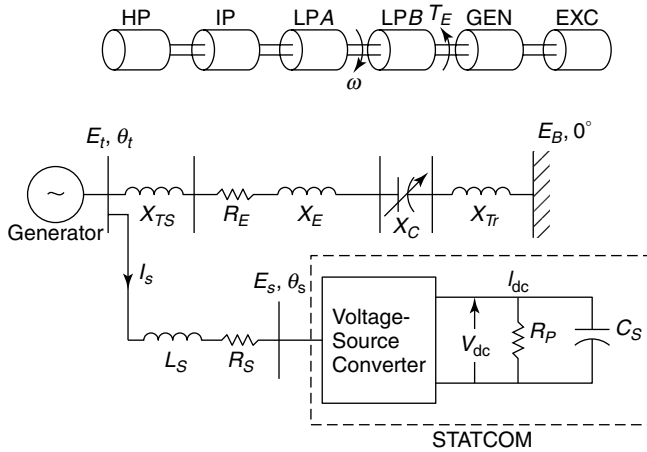 HP IP LPA LPB T_E GEN EXC
ω
E_t, θ_t
E_B, 0°
~
Generator
X_TS R_E X_E X_C X_Tr
I_s
E_s, θ_s
L_S R_S
Voltage-
Source
Converter
I_dc
V_dc
R_P
C_S
STATCOM